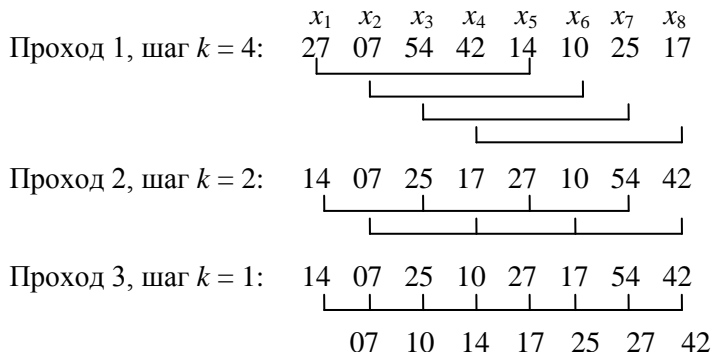 x₁ x₂ x₃ x₄ x₅ x₆ x₇ x₈
Проход 1, шаг k = 4: 27 07 54 42 14 10 25 17
Проход 2, шаг k = 2: 14 07 25 17 27 10 54 42
Проход 3, шаг k = 1: 14 07 25 10 27 17 54 42
07 10 14 17 25 27 42